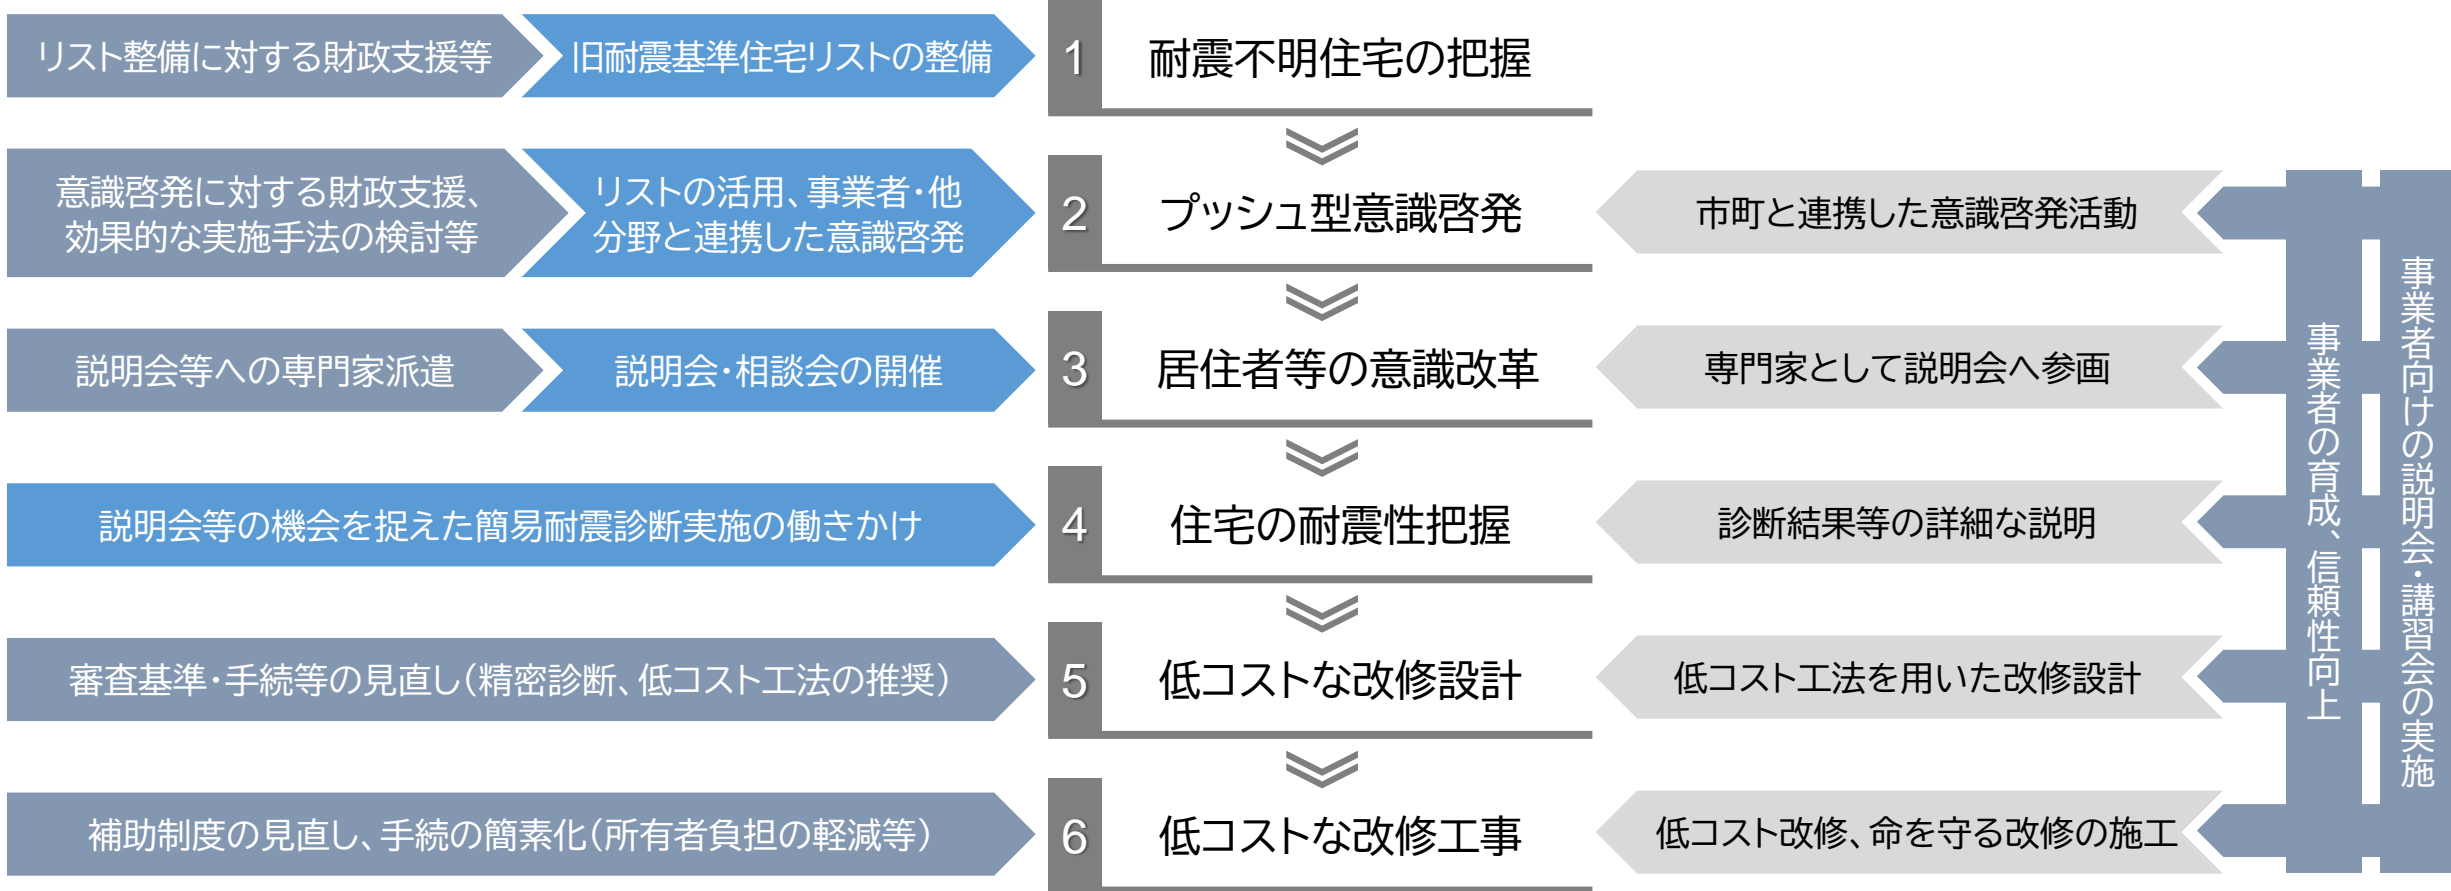 リスト整備に対する財政支援等
旧耐震基準住宅リストの整備
1
耐震不明住宅の把握
意識啓発に対する財政支援、
効果的な実施手法の検討等
リストの活用、事業者・他
分野と連携した意識啓発
2
プッシュ型意識啓発
市町と連携した意識啓発活動
説明会等への専門家派遣
説明会・相談会の開催
3
居住者等の意識改革
専門家として説明会へ参画
説明会等の機会を捉えた簡易耐震診断実施の働きかけ
4
住宅の耐震性把握
診断結果等の詳細な説明
審査基準・手続等の見直し（精密診断、低コスト工法の推奨）
5
低コストな改修設計
低コスト工法を用いた改修設計
補助制度の見直し、手続の簡素化（所有者負担の軽減等）
6
低コストな改修工事
低コスト改修、命を守る改修の施工
事業者の育成、信頼性向上
事業者向けの説明会・講習会の実施